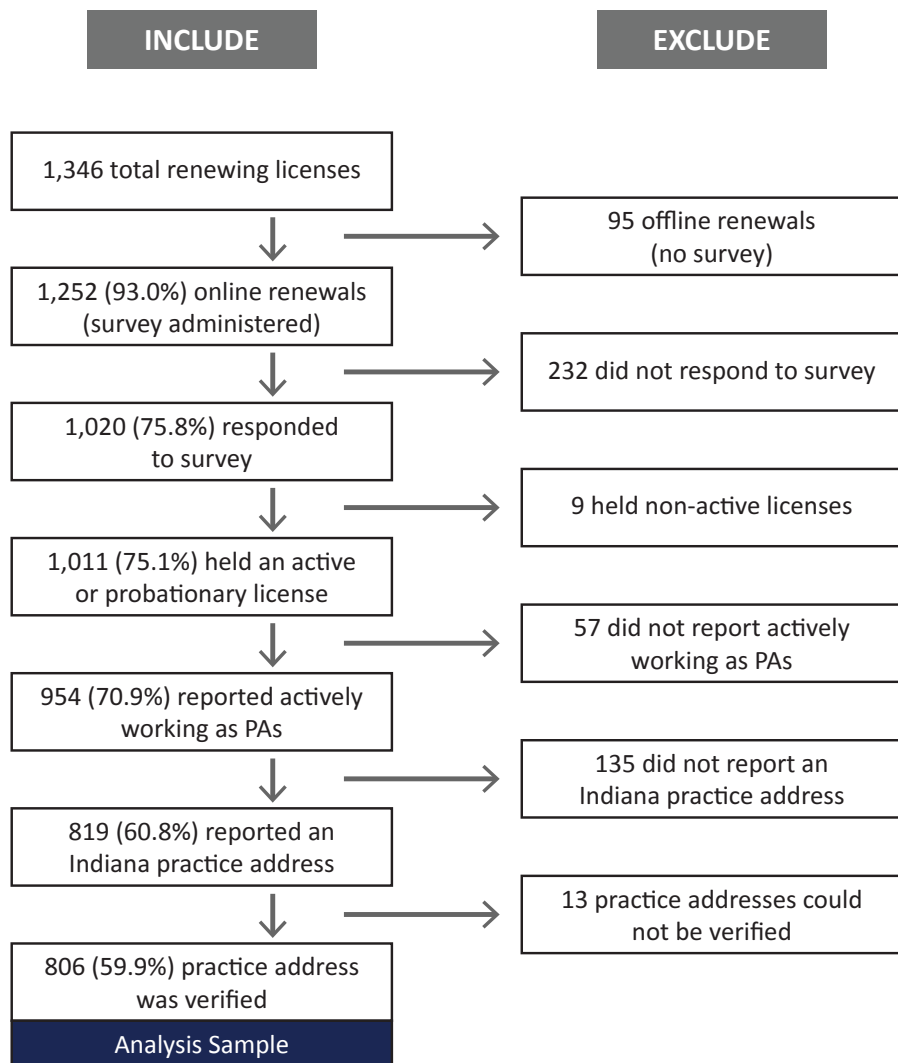 INCLUDE
EXCLUDE
1,346 total renewing licenses
95 offline renewals
(no survey)
1,252 (93.0%) online renewals
(survey administered)
232 did not respond to survey
1,020 (75.8%) responded
to survey
9 held non-active licenses
1,011 (75.1%) held an active
or probationary license
57 did not report actively
working as PAs
954 (70.9%) reported actively
working as PAs
135 did not report an
Indiana practice address
819 (60.8%) reported an
Indiana practice address
13 practice addresses could
not be verified
806 (59.9%) practice address
was verified
Analysis Sample